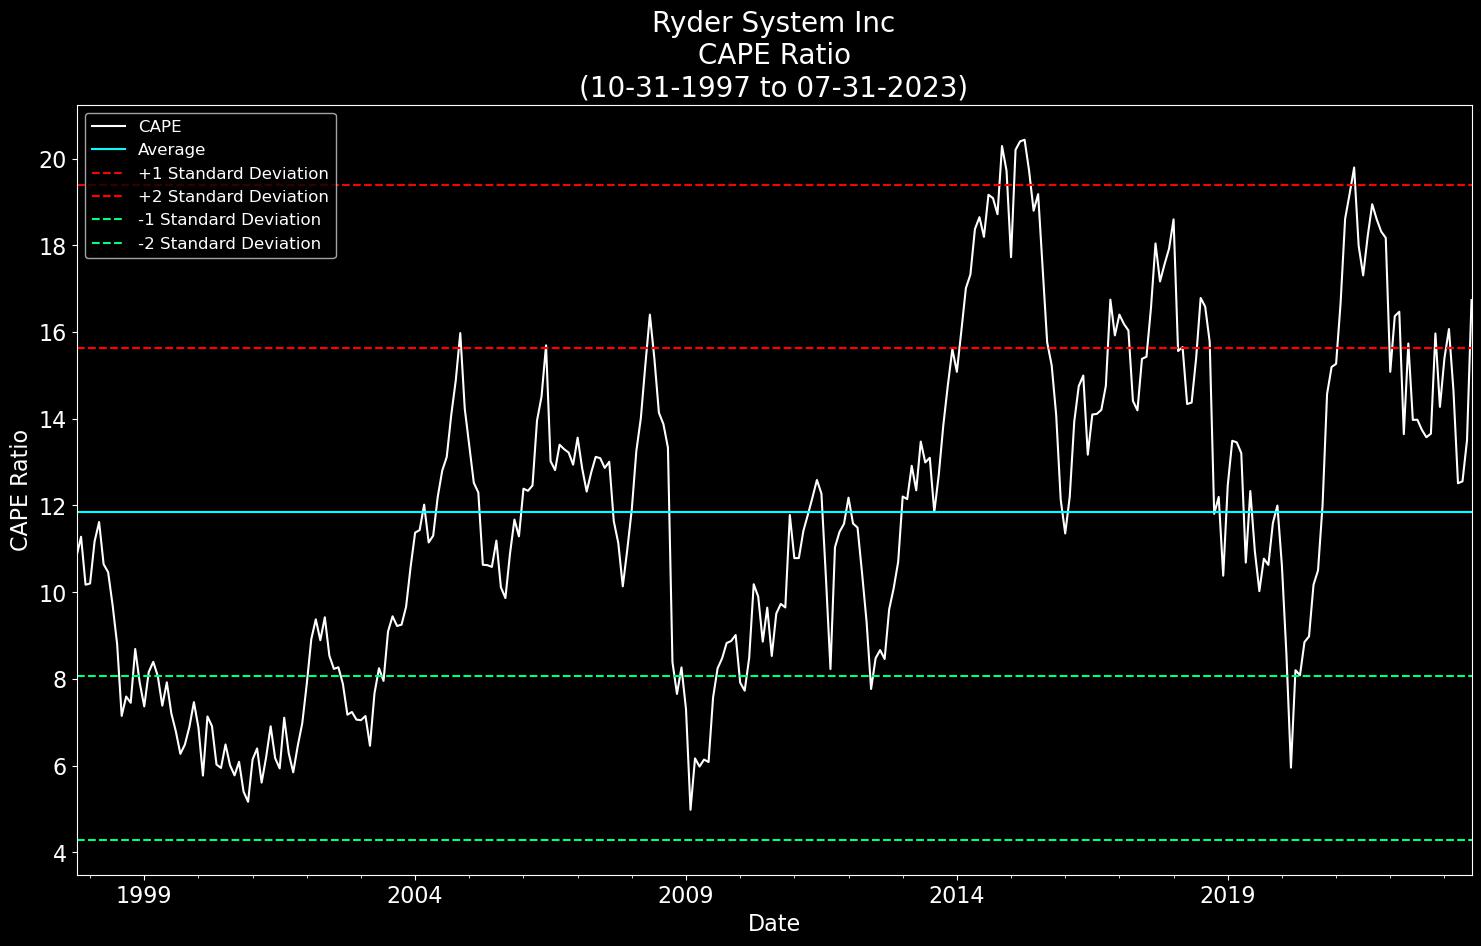 Ryder System Inc
CAPE Ratio
(10-31-1997 to 07-31-2023)
CAPE
Average
+1 Standard Deviation
+2 Standard Deviation
-1 Standard Deviation
-2 Standard Deviation
20
18
16
14
12
10
8
6
4
CAPE Ratio
1999
2004
2009
2014
2019
Date